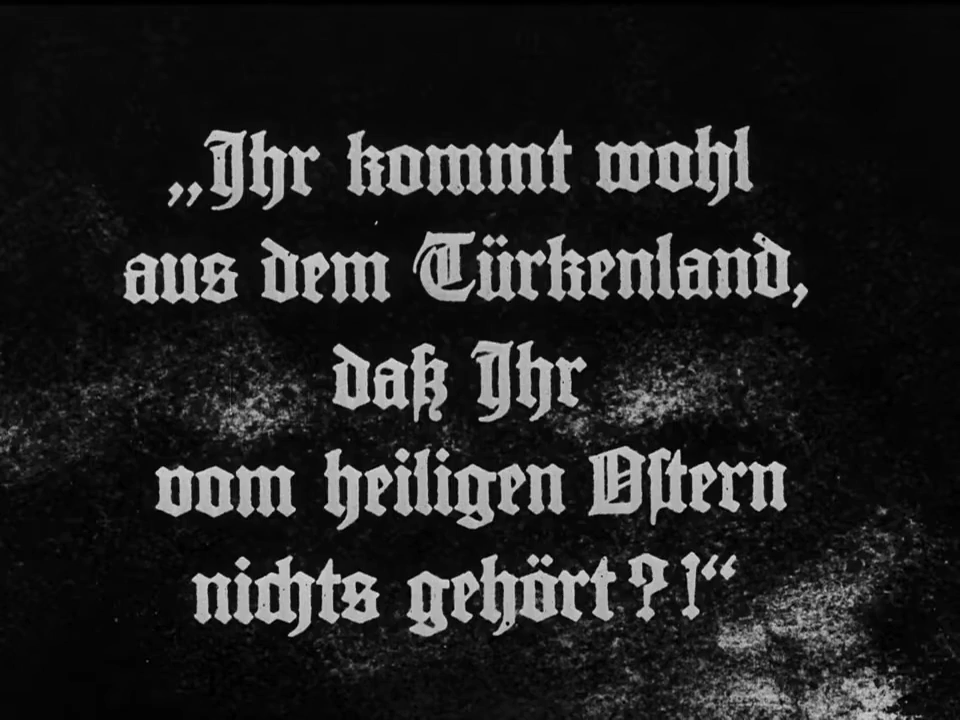 „Ihr kommt wohl
aus dem Türkenland,
daß Ihr
vom heiligen Ostern
nichts gehört?!“